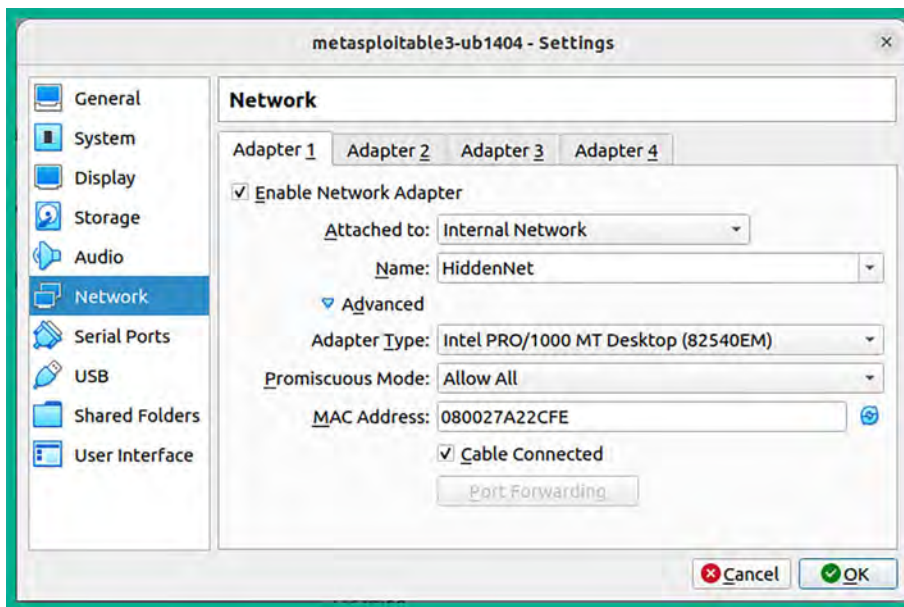 metasploitable3-ub1404 - Settings
General
System
Display
Storage
Audio
Network
Serial Ports
USB
Shared Folders
User Interface
Network
Adapter 1 Adapter 2 Adapter 3 Adapter 4
Enable Network Adapter
Attached to: Internal Network
Name: HiddenNet
Advanced
Adapter Type: Intel PRO/1000 MT Desktop (82540EM)
Promiscuous Mode: Allow All
MAC Address: 080027A22CFE
Cable Connected
Port Forwarding
Cancel OK